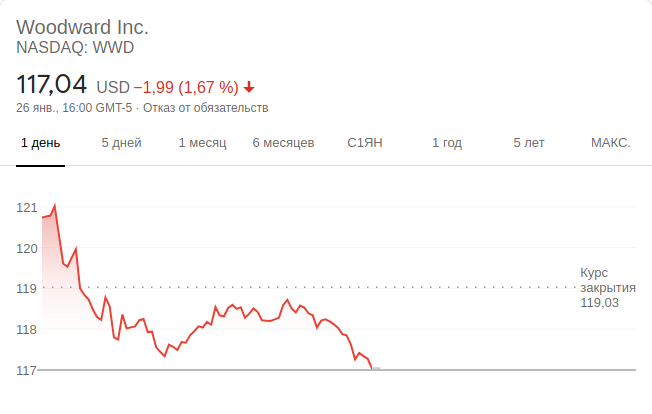 Woodward Inc.
NASDAQ: WWD
117,04 USD −1,99 (1,67 %)
26 янв., 16:00 GMT-5 · Отказ от обязательств
1 день 5 дней 1 месяц 6 месяцев С1ЯН 1 год 5 лет МАКС.
121
120
119
118
117
Курс
закрытия
119,03